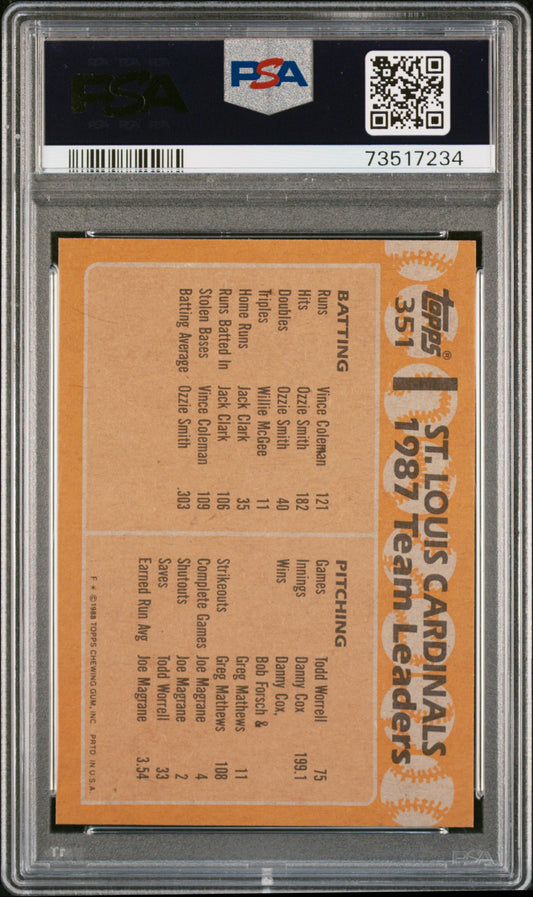 PSA
PSA
73517234
TOPPS®
351
ST. LOUIS CARDINALS
1987 Team Leaders
BATTING
Runs Vince Coleman 121
Hits Ozzie Smith 182
Doubles Ozzie Smith 40
Triples Willie McGee 11
Home Runs Jack Clark 35
Runs Batted In Jack Clark 106
Stolen Bases Vince Coleman 109
Batting Average Ozzie Smith .303
PITCHING
Games Todd Worrell 75
Innings Danny Cox 199.1
Wins Danny Cox,
Bob Forsch &
Greg Mathews 11
Strikeouts Greg Mathews 108
Complete Games Joe Magrane 4
Shutouts Joe Magrane 2
Saves Todd Worrell 33
Earned Run Avg Joe Magrane 3.54
F * © 1988 TOPPS CHEWING GUM, INC. PRTD. IN U.S.A.
PSA